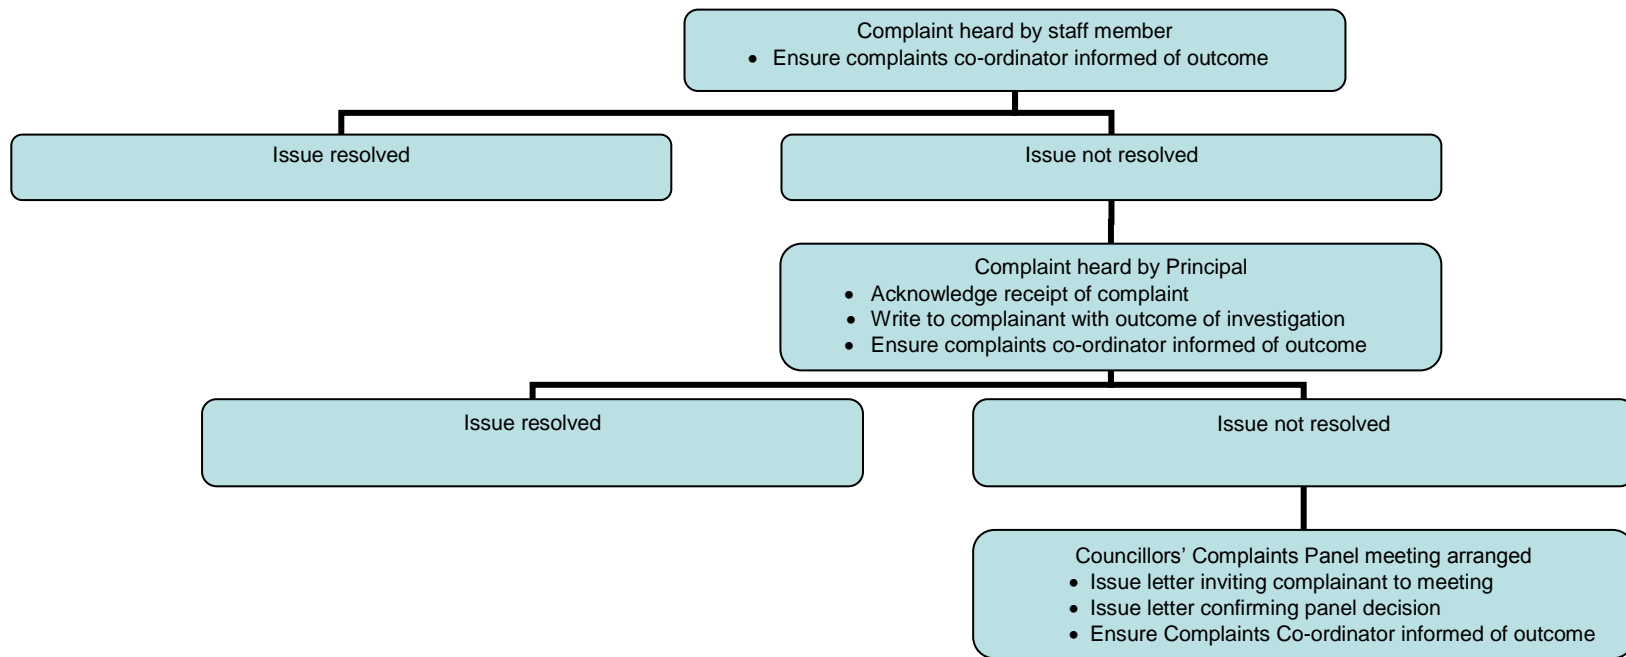 Complaint heard by staff member
• Ensure complaints co-ordinator informed of outcome
Issue resolved
Issue not resolved
Complaint heard by Principal
• Acknowledge receipt of complaint
• Write to complainant with outcome of investigation
• Ensure complaints co-ordinator informed of outcome
Issue resolved
Issue not resolved
Councillors’ Complaints Panel meeting arranged
• Issue letter inviting complainant to meeting
• Issue letter confirming panel decision
• Ensure Complaints Co-ordinator informed of outcome